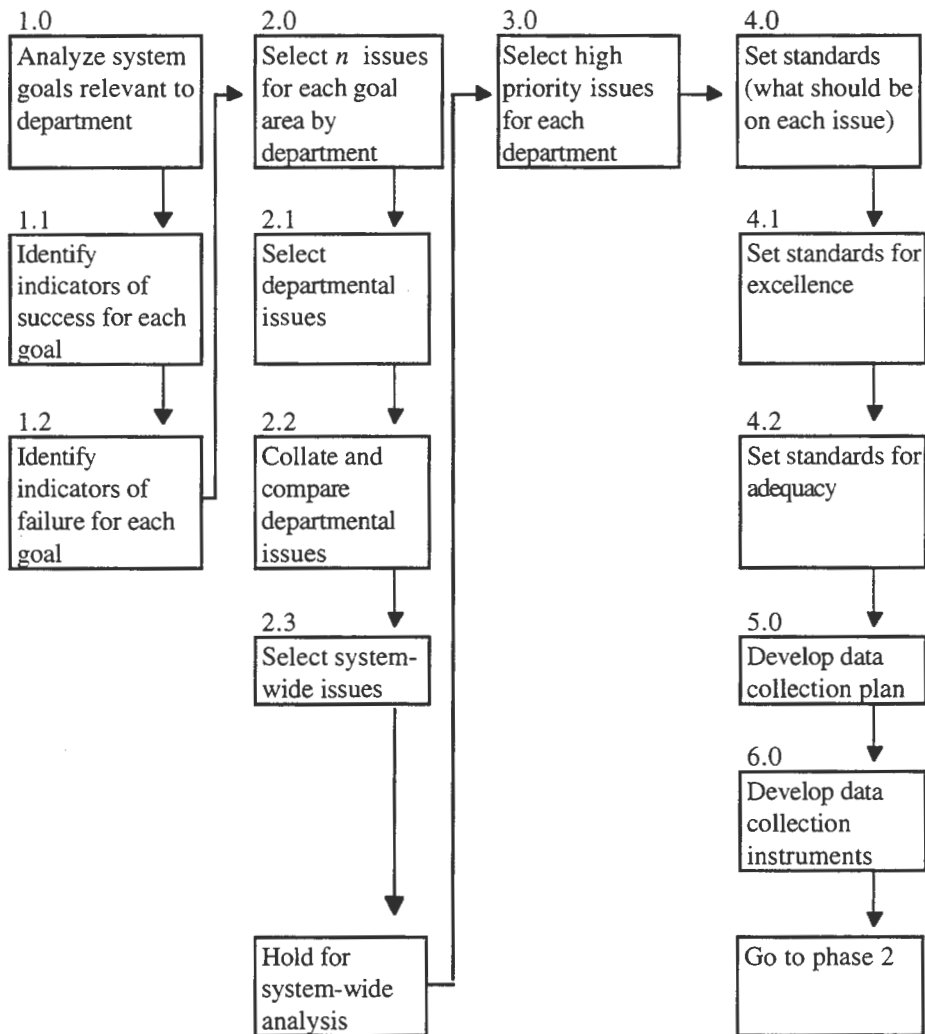 1.0
Analyze system
goals relevant to
department
1.1
Identify
indicators of
success for each
goal
1.2
Identify
indicators of
failure for each
goal
2.0
Select n issues
for each goal
area by
department
2.1
Select
departmental
issues
2.2
Collate and
compare
departmental
issues
2.3
Select system-
wide issues
Hold for
system-wide
analysis
3.0
Select high
priority issues
for each
department
4.0
Set standards
(what should be
on each issue)
4.1
Set standards for
excellence
4.2
Set standards for
adequacy
5.0
Develop data
collection plan
6.0
Develop data
collection
instruments
Go to phase 2